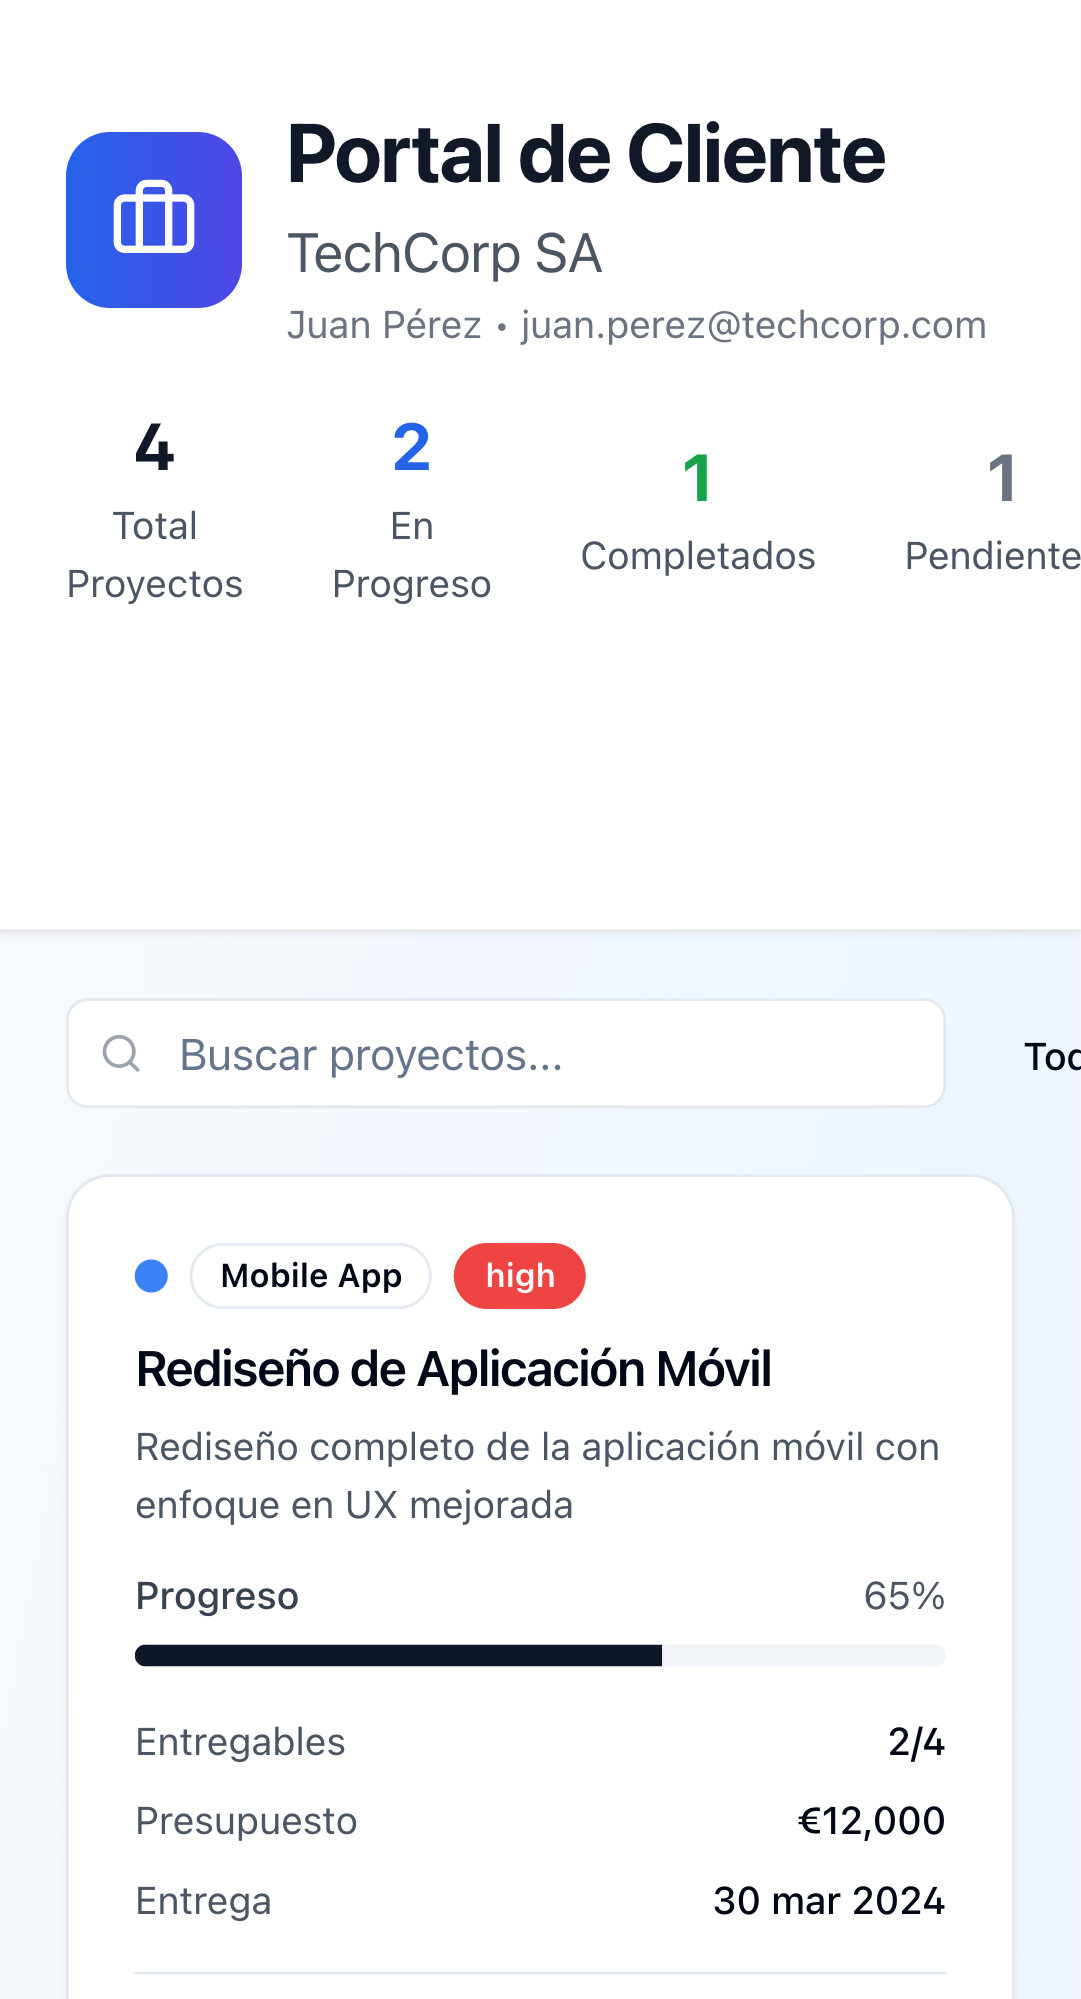 Portal de Cliente
TechCorp SA
Juan Pérez • juan.perez@techcorp.com
4
Total
Proyectos
2
En
Progreso
1
Completados
1
Pendiente
Buscar proyectos...
Mobile App
high
Rediseño de Aplicación Móvil
Rediseño completo de la aplicación móvil con
enfoque en UX mejorada
Progreso 65%
Entregables 2/4
Presupuesto €12,000
Entrega 30 mar 2024